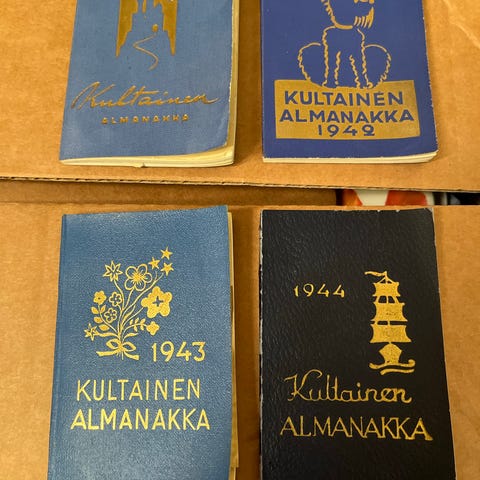 Kultainen
ALMANAKKA
KULTAINEN
ALMANAKKA
1942
1943
KULTAINEN
ALMANAKKA
1944
Kultainen
ALMANAKKA